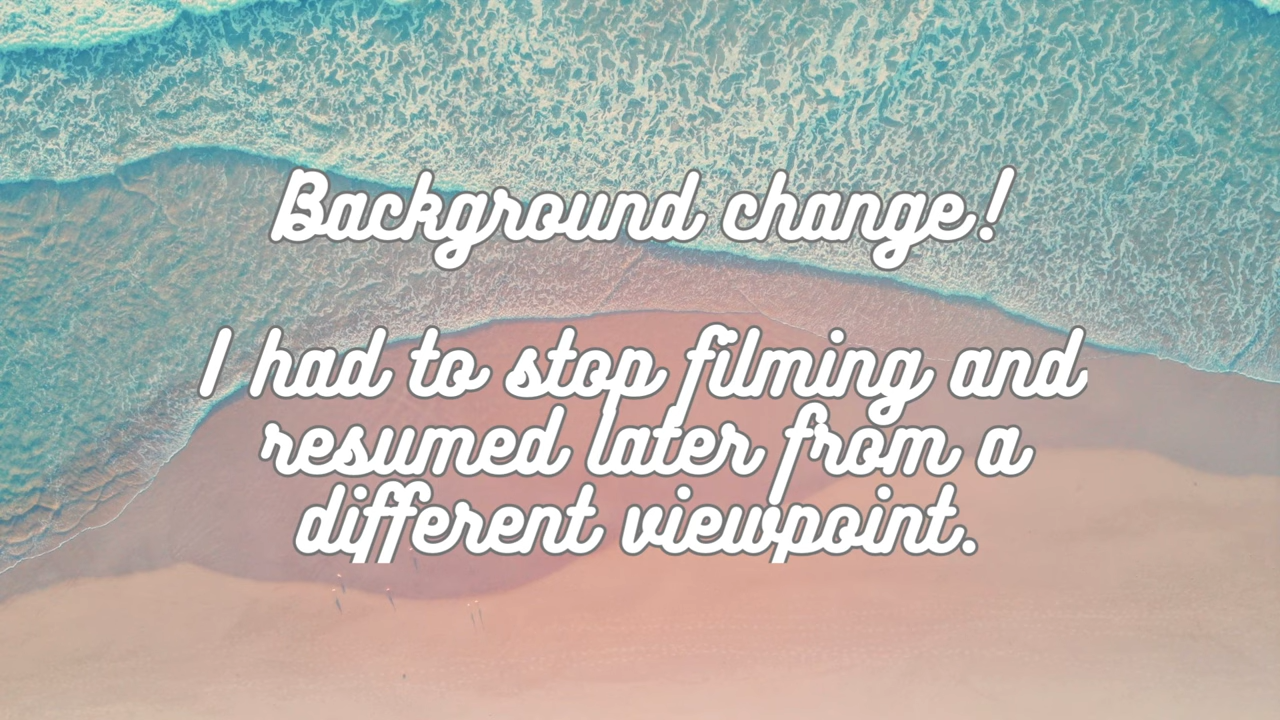 Background change!
I had to stop filming and
resumed later from a
different viewpoint.